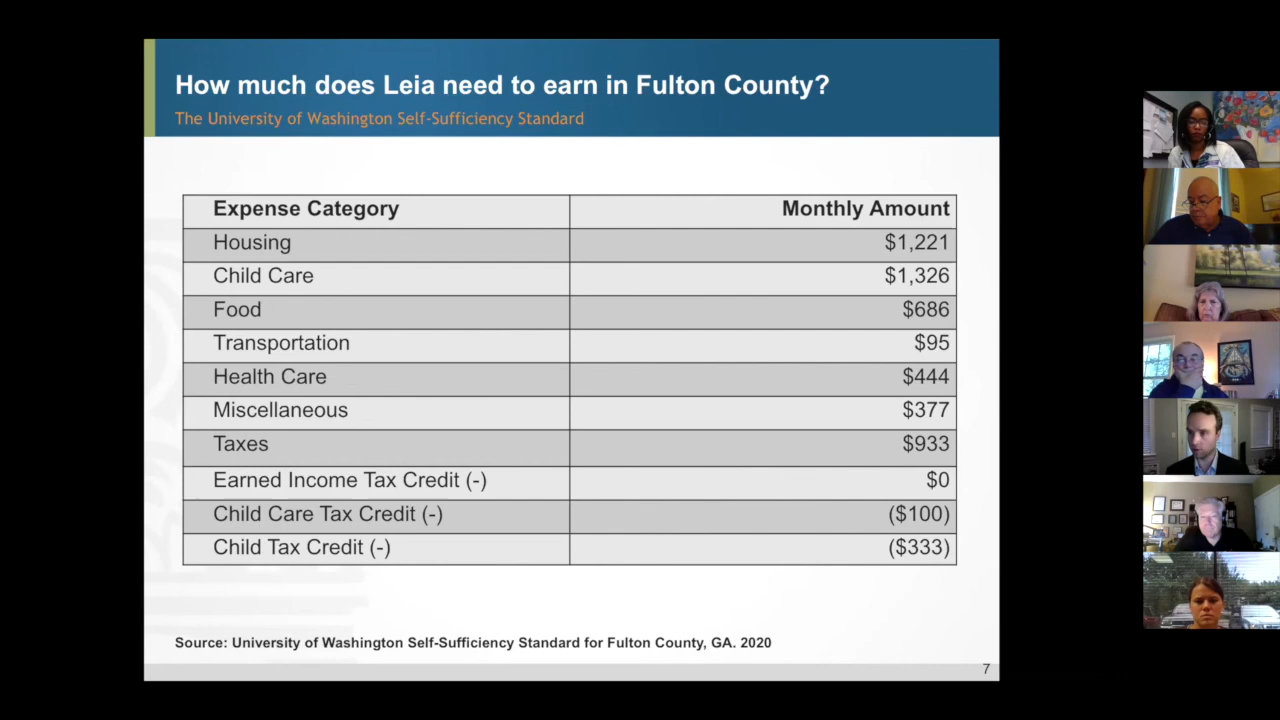 How much does Leia need to earn in Fulton County?
The University of Washington Self-Sufficiency Standard
Expense Category Monthly Amount
Housing $1,221
Child Care $1,326
Food $686
Transportation $95
Health Care $444
Miscellaneous $377
Taxes $933
Earned Income Tax Credit (-) $0
Child Care Tax Credit (-) ($100)
Child Tax Credit (-) ($333)
Source: University of Washington Self-Sufficiency Standard for Fulton County, GA. 2020
7